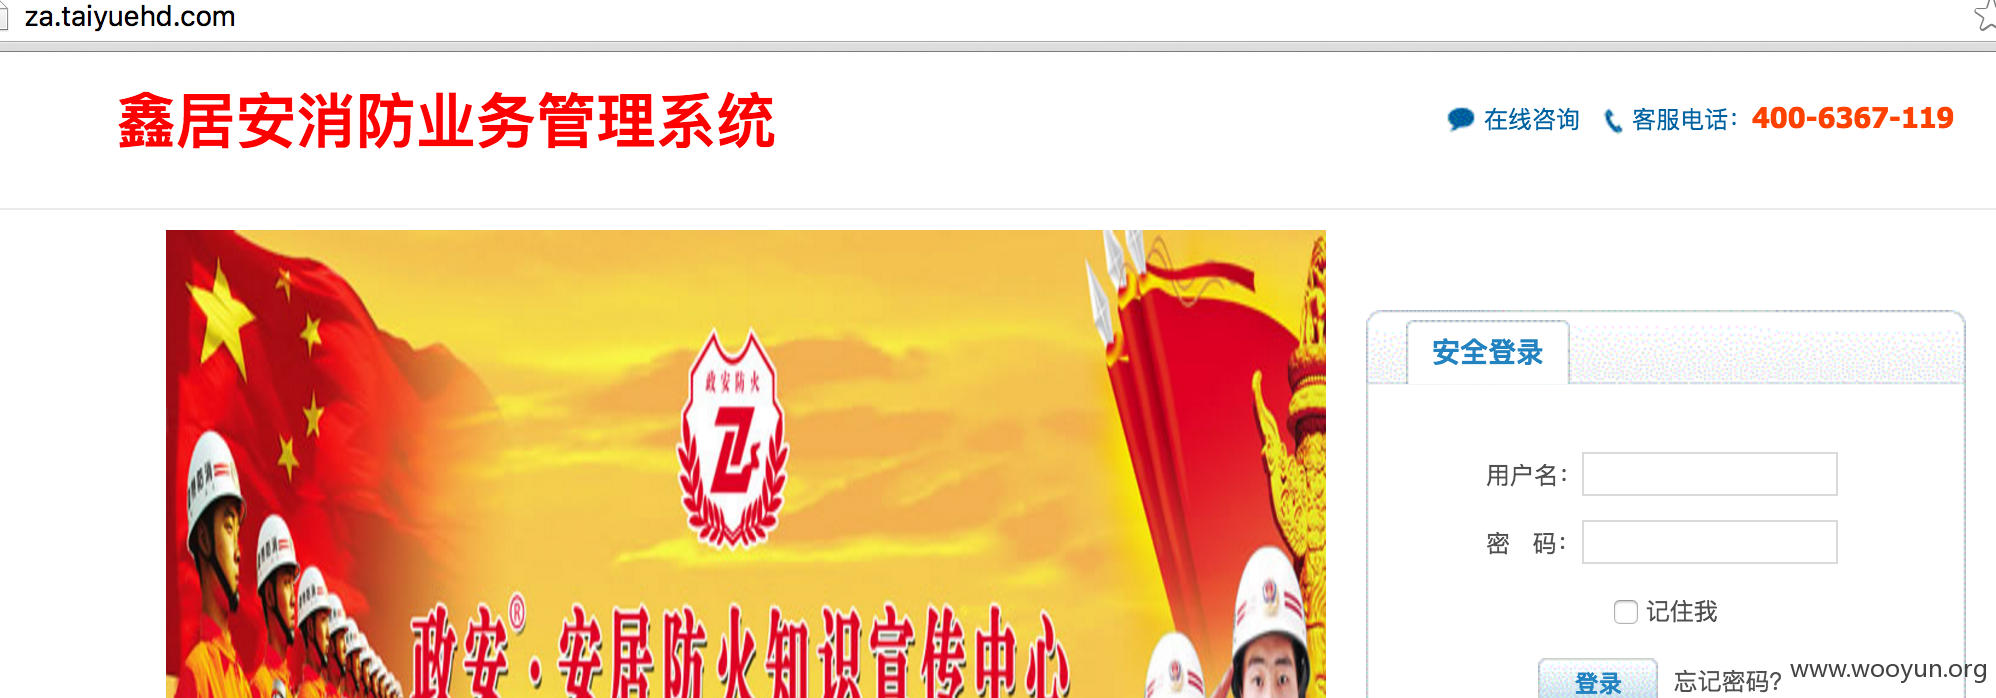 za.taiyuehd.com
鑫居安消防业务管理系统
在线咨询 客服电话：400-6367-119
安全登录
政安防火
政安®·安居防火知识宣传中心
用户名：
密 码：
记住我
登录 忘记密码?
www.wooyun.org